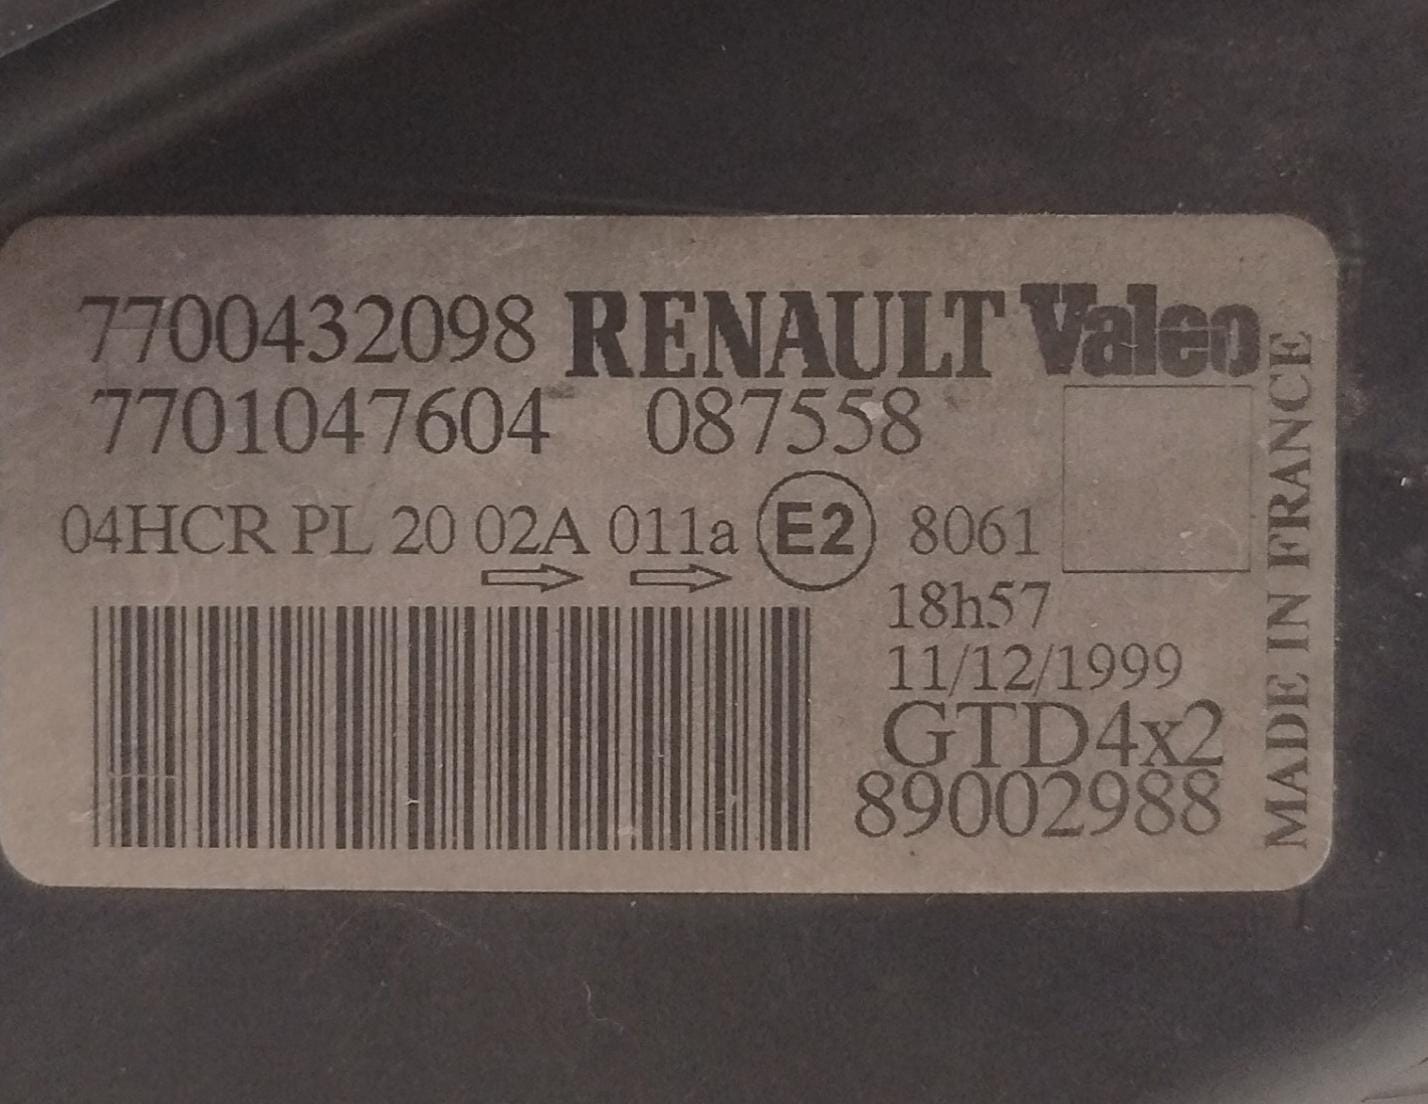 7700432098 RENAULT Valeo
7701047604 087558
04HCR PL 20 02A 011a E2 8061
18h57
11/12/1999
GTD4x2
89002988
MADE IN FRANCE